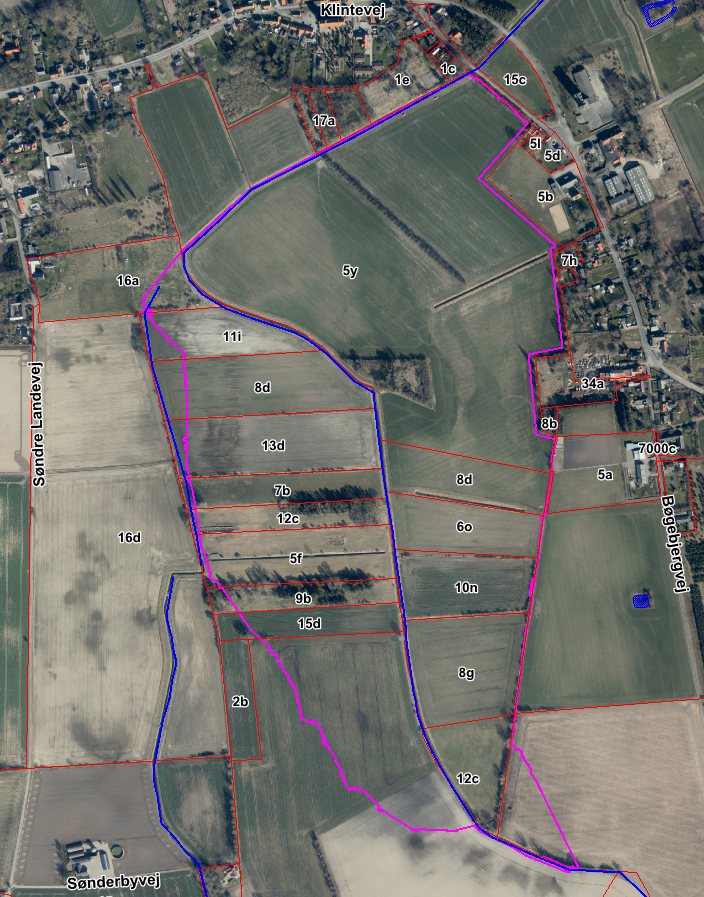 Klintevej
1e
1c
15c
17a
5l
5d
5b
7h
5y
16a
11i
8d
34a
8b
13d
7000c
5a
7b
8d
12c
6o
16d
5f
10n
9b
15d
8g
2b
12c
Søndre Landevej
Bøgebjergvej
Sønderbyvej